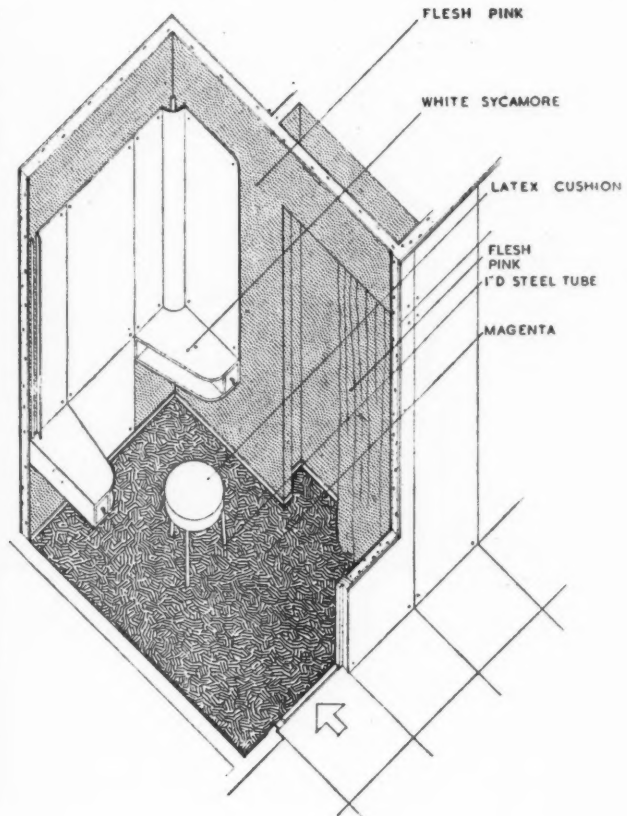 FLESH PINK
WHITE SYCAMORE
LATEX CUSHION
FLESH
PINK
1"D STEEL TUBE
MAGENTA